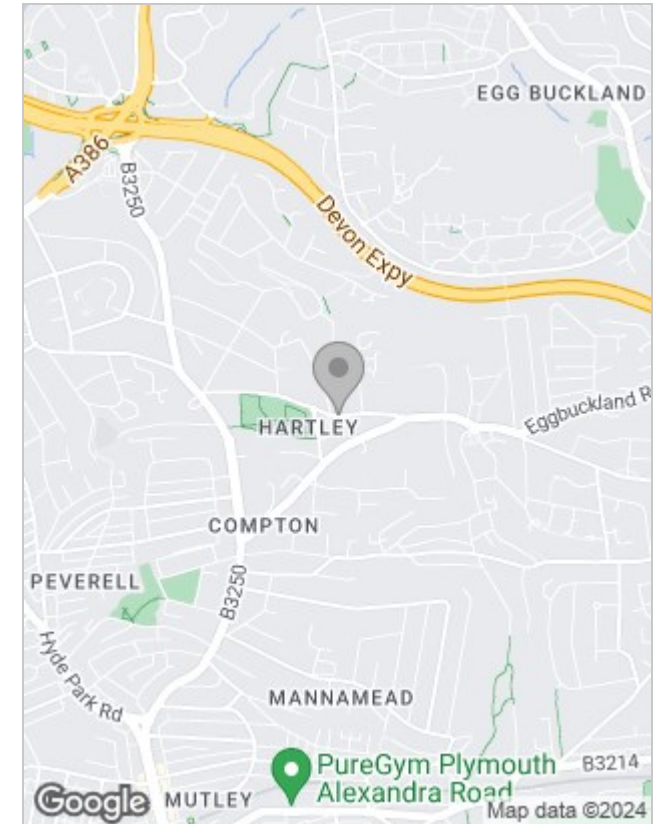 EGG BUCKLAND
A386
B3250
Devon Expy
Eggbuckland R
HARTLEY
COMPTON
PEVERELL
B3250
Hyde Park Rd
MANNAMEAD
PureGym Plymouth
Alexandra Road
B3214
Google
MUTLEY
Map data ©2024